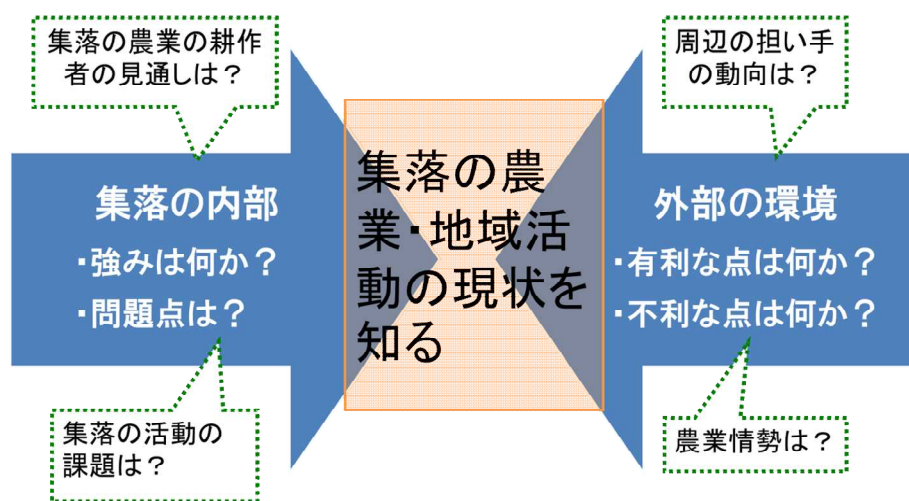 集落の農業の耕作
者の見通しは？
周辺の担い手
の動向は？
集落の内部
・強みは何か？
・問題点は？
集落の農
業・地域活
動の現状を
知る
外部の環境
・有利な点は何か？
・不利な点は何か？
集落の活動の
課題は？
農業情勢は？